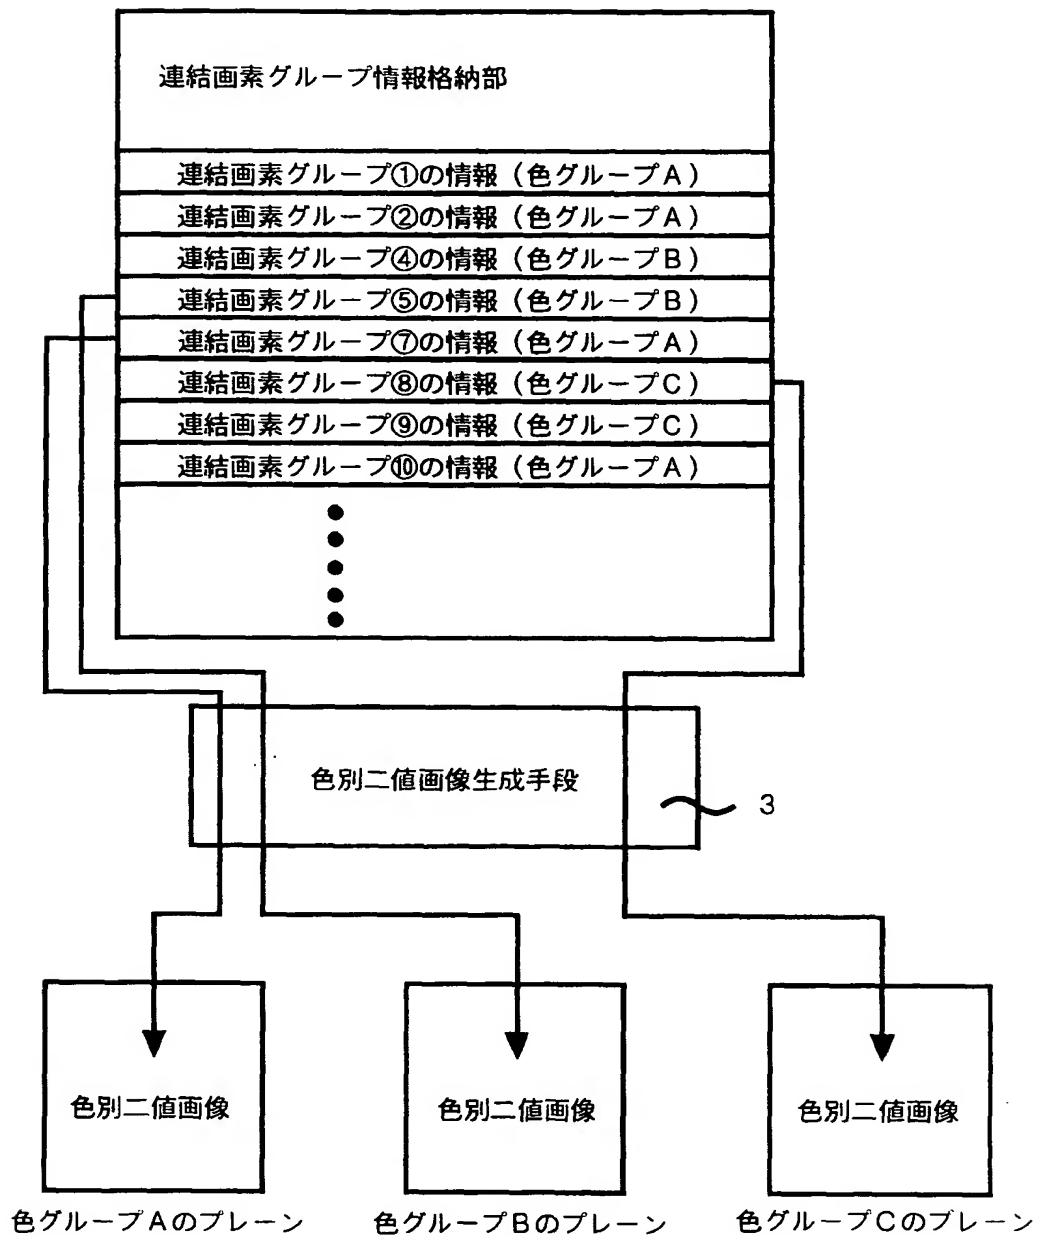 連結画素グループ情報格納部
連結画素グループ①の情報（色グループA）
連結画素グループ②の情報（色グループA）
連結画素グループ④の情報（色グループB）
連結画素グループ⑤の情報（色グループB）
連結画素グループ⑦の情報（色グループA）
連結画素グループ⑧の情報（色グループC）
連結画素グループ⑨の情報（色グループC）
連結画素グループ⑩の情報（色グループA）
色別二値画像生成手段
3
色別二値画像
色別二値画像
色別二値画像
色グループAのプレーン
色グループBのプレーン
色グループCのプレーン